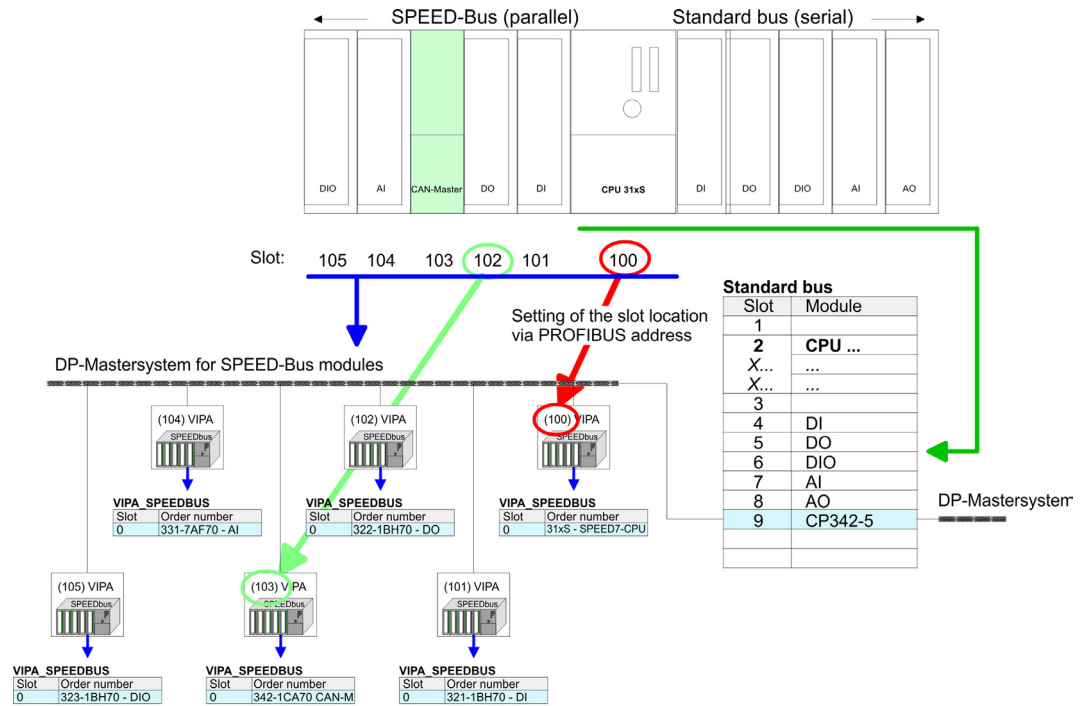 SPEED-Bus (parallel) Standard bus (serial)
DIO AI CAN-Master DO DI CPU 31xS DI DO DIO AI AO
Slot: 105 104 103 102 101 100
Setting of the slot location
via PROFIBUS address
DP-Mastersystem for SPEED-Bus modules
Standard bus
Slot Module
1
2 CPU ...
X... ...
X... ...
3
4 DI
5 DO
6 DIO
7 AI
8 AO
9 CP342-5
DP-Mastersystem
(104) VIPA
SPEEDbus
VIPA_SPEEDBUS
Slot Order number
0 331-7AF70 - AI
(102) VIPA
SPEEDbus
VIPA_SPEEDBUS
Slot Order number
0 322-1BH70 - DO
(100) VIPA
SPEEDbus
VIPA_SPEEDBUS
Slot Order number
0 31xS - SPEED7-CPU
(105) VIPA
SPEEDbus
VIPA_SPEEDBUS
Slot Order number
0 323-1BH70 - DIO
(103) VIPA
SPEEDbus
VIPA_SPEEDBUS
Slot Order number
0 342-1CA70 CAN-M
(101) VIPA
SPEEDbus
VIPA_SPEEDBUS
Slot Order number
0 321-1BH70 - DI